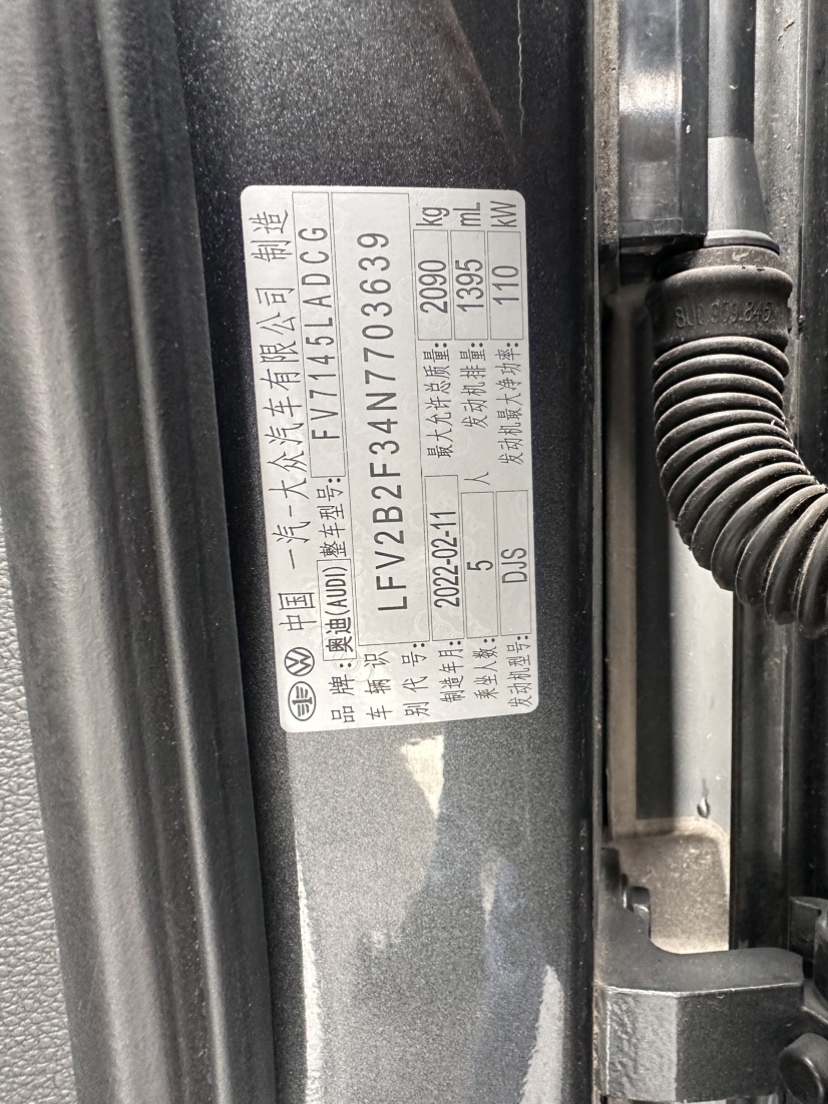 中国 一汽-大众汽车有限公司 制造
品牌:奥迪(AUDI) 整车型号: FV7145LADCG
车辆识别代号: LFV2B2F34N7703639
制造年月: 2022-02-11 最大允许总质量: 2090 kg
乘坐人数: 5 人 发动机排量: 1395 mL
发动机型号: DJS 发动机最大净功率: 110 kW